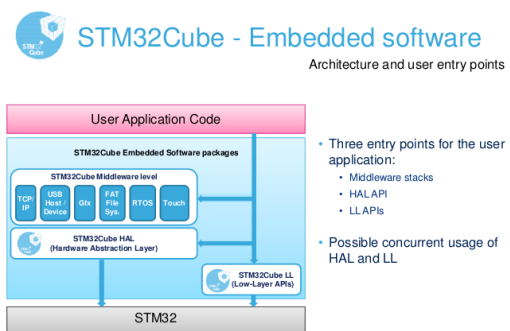 STM32Cube - Embedded software
Architecture and user entry points
User Application Code
STM32Cube Embedded Software packages
STM32Cube Middleware level
TCP/
IP
USB
Host /
Device
Gfx
FAT
File
Sys.
RTOS
Touch
STM32Cube HAL
(Hardware Abstraction Layer)
STM32Cube LL
(Low-Layer APIs)
STM32
• Three entry points for the user
application:
• Middleware stacks
• HAL API
• LL APIs
• Possible concurrent usage of
HAL and LL
STM32
Cube